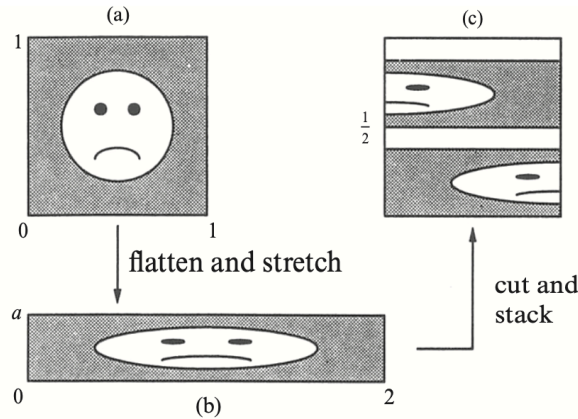 (a)
(c)
1
1/2
0
1
flatten and stretch
a
cut and
stack
0
2
(b)